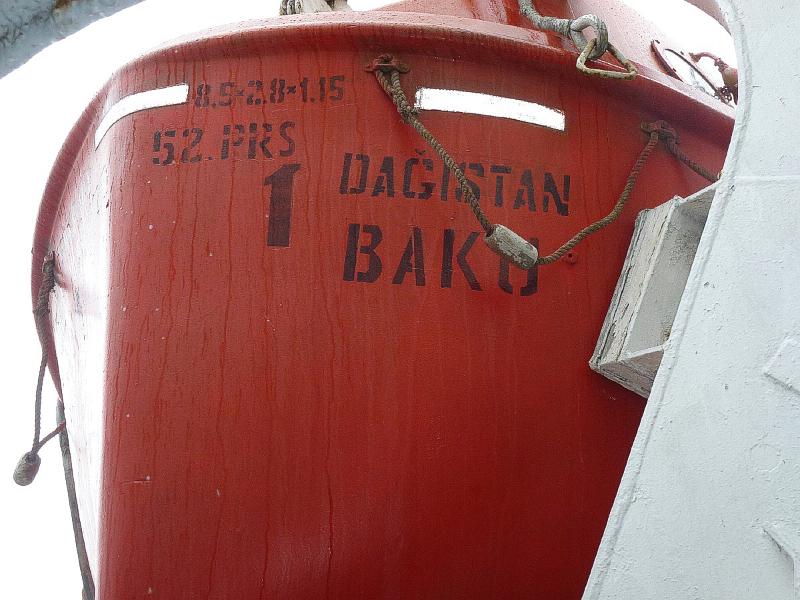 8.5×2.8×1.15
52.PRS
1
DAĞISTAN
BAKU